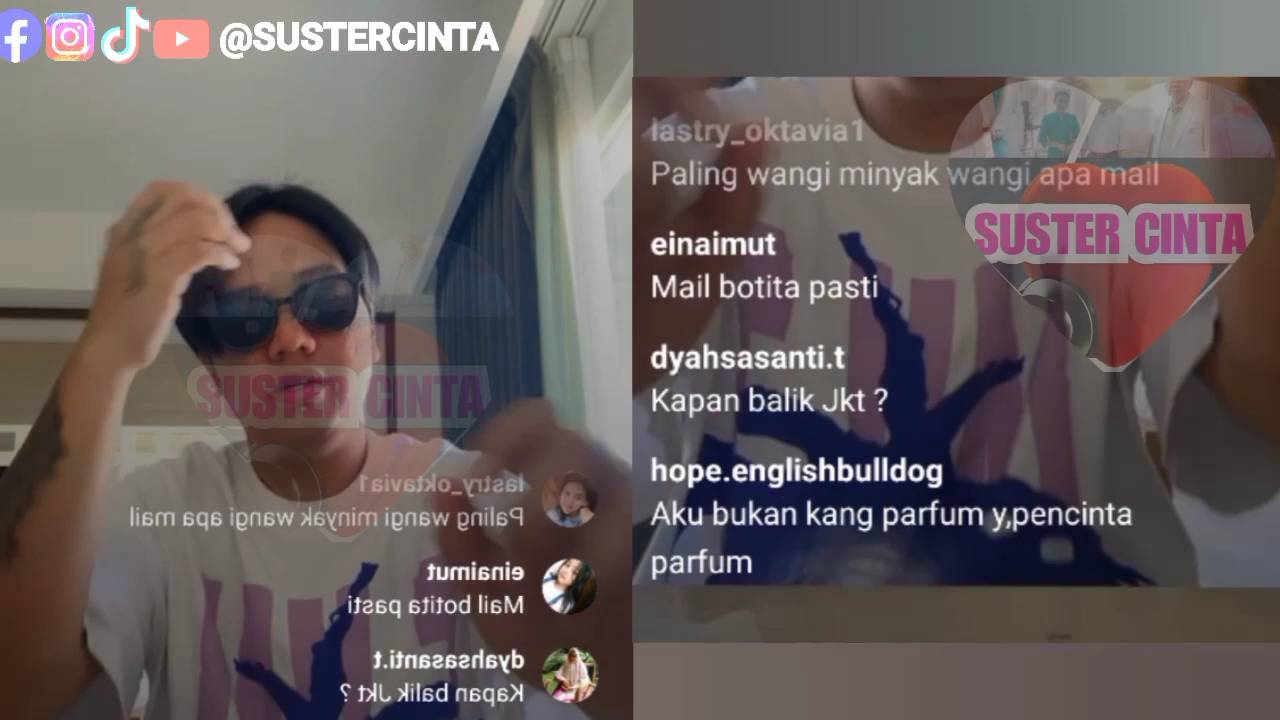 @SUSTERCINTA
SUSTER CINTA
lastry_oktavia1
Paling wangi minyak wangi apa mail
einaimut
Mail botita pasti
dyahsasanti.t
Kapan balik Jkt ?
lastry_oktavia1
Paling wangi minyak wangi apa mail
einaimut
Mail botita pasti
dyahsasanti.t
Kapan balik Jkt ?
hope.englishbulldog
Aku bukan kang parfum y,pencinta
parfum
SUSTER CINTA